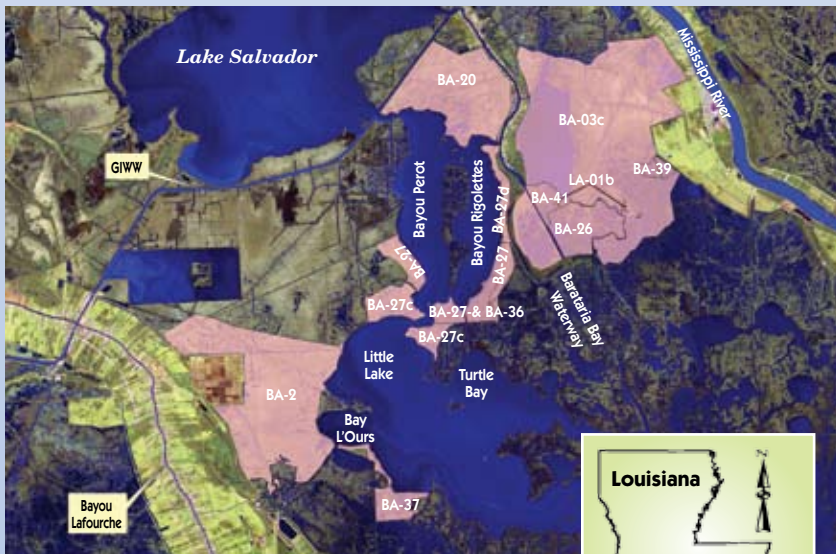 Lake Salvador
Mississippi River
BA-20
BA-03c
GIWW
BA-39
LA-01b
BA-41
BA-27d
Bayou Perot
Bayou Rigolettes
BA-26
BA-27
BA-27
BA-27c
BA-27 & BA-36
Barataria Bay
Waterway
BA-27c
Little
Lake
Turtle
Bay
BA-2
Bay
L'Ours
Louisiana
N
Bayou
Lafourche
BA-37